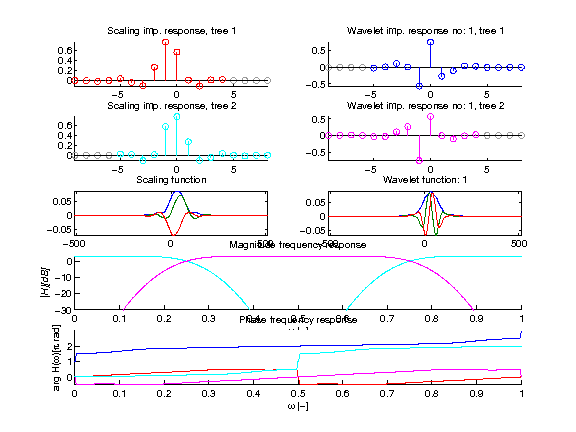 Scaling imp. response, tree 1
Wavelet imp. response no: 1, tree 1
0.6
0.4
0.2
0
0.5
0
−0.5
−5 0 5
−5 0 5
Scaling imp. response, tree 2
Wavelet imp. response no: 1, tree 2
0.6
0.4
0.2
0
0.5
0
−0.5
−5 0 5
−5 0 5
Scaling function
Wavelet function: 1
0.05
0
−0.05
0.05
0
−0.05
−500 0 500
−500 0 500
Magnitude frequency response
|H|[dB]
0
−10
−20
−30
0 0.1 0.2 0.3 0.4 0.5 0.6 0.7 0.8 0.9 1
Phase frequency response
arg H(ω)[π rad]
2
1
0
0 0.1 0.2 0.3 0.4 0.5 0.6 0.7 0.8 0.9 1
ω [−]